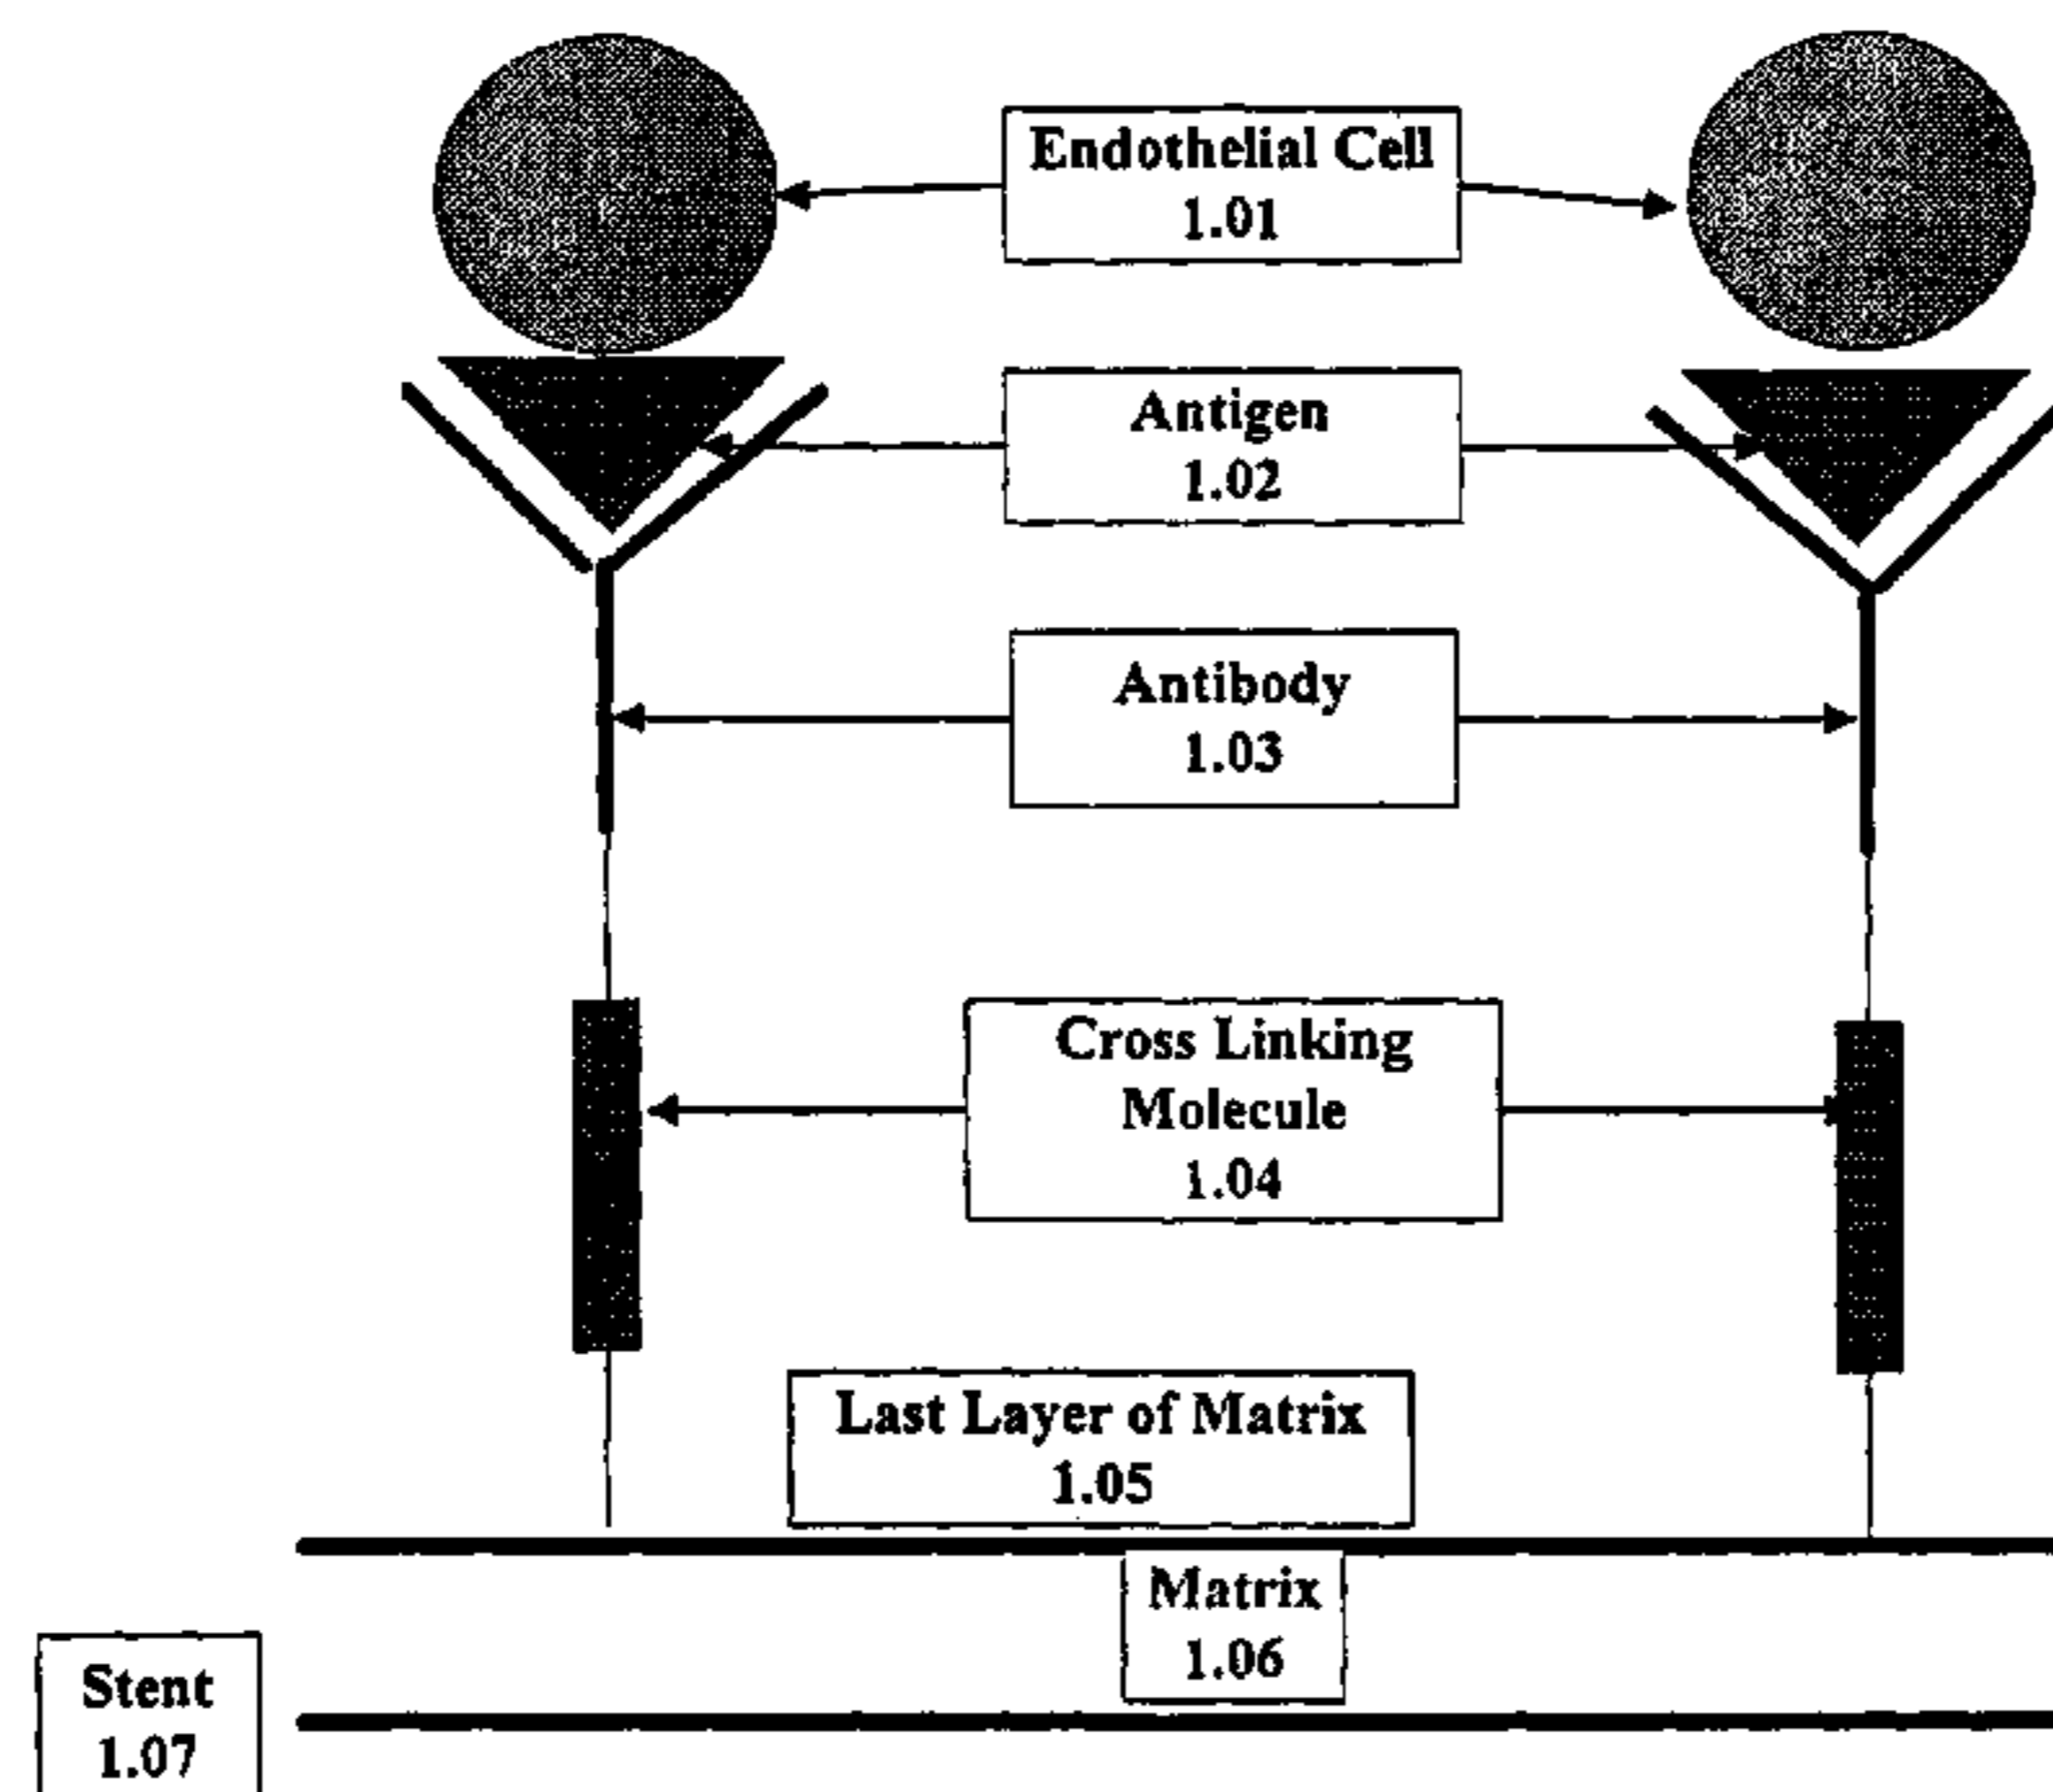 Endothelial Cell
1.01
Antigen
1.02
Antibody
1.03
Cross Linking
Molecule
1.04
Last Layer of Matrix
1.05
Matrix
1.06
Stent
1.07